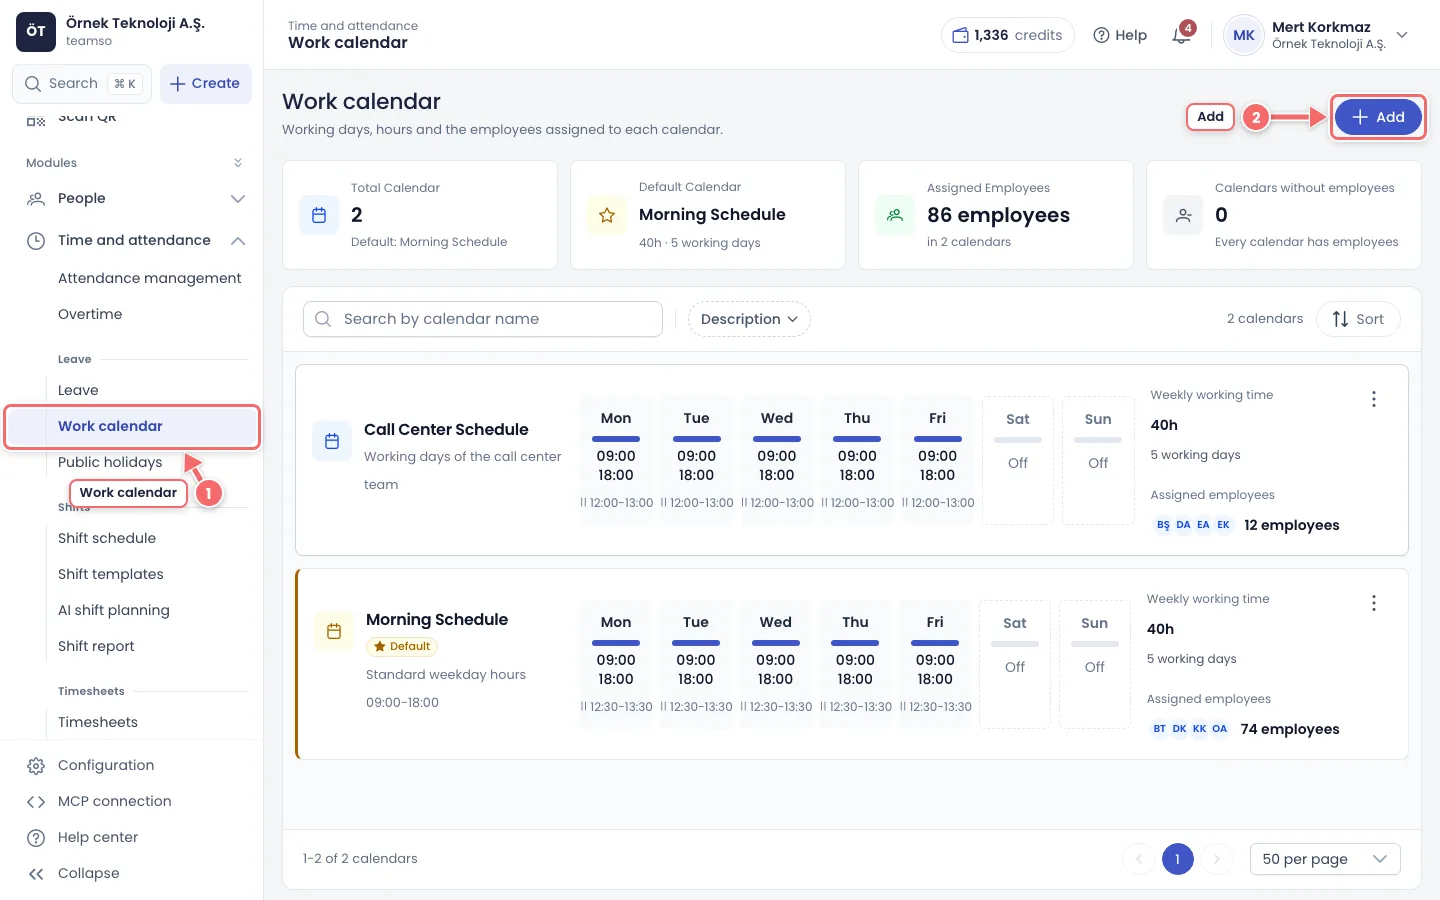 ÖT
Örnek Teknoloji A.Ş.
teamso
Search
⌘ K
+ Create
Scan QR
Modules
People
Time and attendance
Attendance management
Overtime
Leave
Leave
Work calendar
Public holidays
Work calendar
1
Shifts
Shift schedule
Shift templates
AI shift planning
Shift report
Timesheets
Timesheets
Configuration
MCP connection
Help center
Collapse
Time and attendance
Work calendar
1,336 credits
Help
4
MK
Mert Korkmaz
Örnek Teknoloji A.Ş.
Work calendar
Working days, hours and the employees assigned to each calendar.
Add
2
+ Add
Total Calendar
2
Default: Morning Schedule
Default Calendar
Morning Schedule
40h · 5 working days
Assigned Employees
86 employees
in 2 calendars
Calendars without employees
0
Every calendar has employees
Search by calendar name
Description
2 calendars
Sort
Call Center Schedule
Working days of the call center
team
Mon Tue Wed Thu Fri Sat Sun
09:00 09:00 09:00 09:00 09:00 Off Off
18:00 18:00 18:00 18:00 18:00
12:00-13:00 12:00-13:00 12:00-13:00 12:00-13:00 12:00-13:00
Weekly working time
40h
5 working days
Assigned employees
BŞ DA EA EK 12 employees
Morning Schedule
Default
Standard weekday hours
09:00-18:00
Mon Tue Wed Thu Fri Sat Sun
09:00 09:00 09:00 09:00 09:00 Off Off
18:00 18:00 18:00 18:00 18:00
12:30-13:30 12:30-13:30 12:30-13:30 12:30-13:30 12:30-13:30
Weekly working time
40h
5 working days
Assigned employees
BT DK KK OA 74 employees
1-2 of 2 calendars
1
50 per page